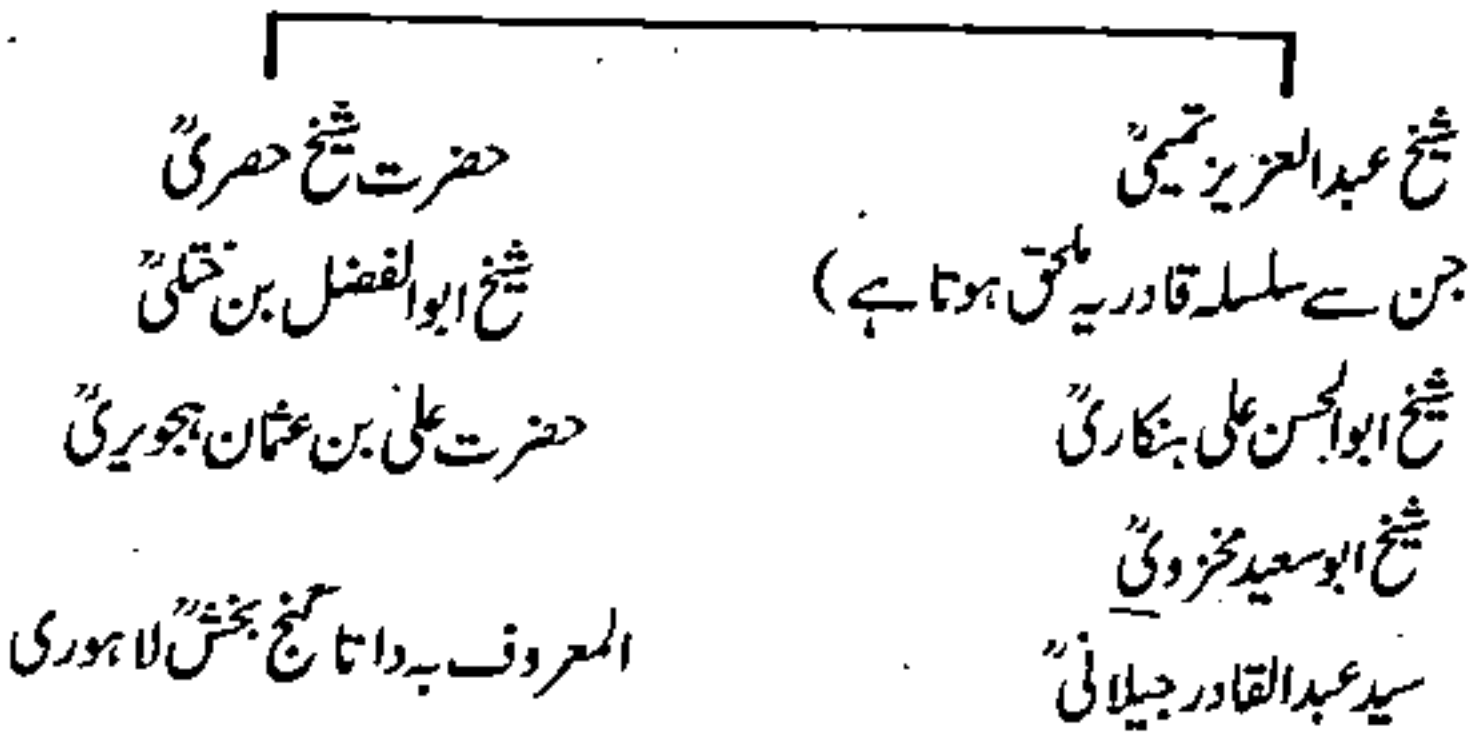 شیخ عبدالعزیز تمیمیؒ
جن سے سلسلہ قادریہ ملحق ہوتا ہے)
شیخ ابوالحسن علی ہنکاریؒ
شیخ ابوسعید مخزویؒ
سید عبدالقادر جیلانیؒ
حضرت شیخ حصریؒ
شیخ ابوالفضل بن ختلیؒ
حضرت علی بن عثمان ہجویریؒ
المعروف بہ داتا گنج بخشؒ لاہوری